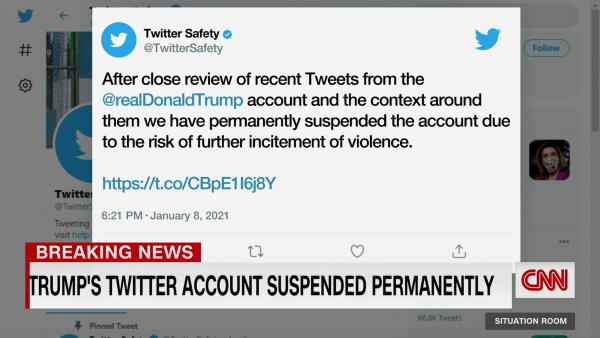 Twitter Safety
@TwitterSafety
Follow
After close review of recent Tweets from the
@realDonaldTrump account and the context around
them we have permanently suspended the account due
to the risk of further incitement of violence.
https://t.co/CBpE1I6j8Y
6:21 PM · January 8, 2021
Twitte
@TwitterSa
Tweeting
visit help.
BREAKING NEWS
TRUMP'S TWITTER ACCOUNT SUSPENDED PERMANENTLY
CNN
66.8K Tweets
SITUATION ROOM
Pinned Tweet